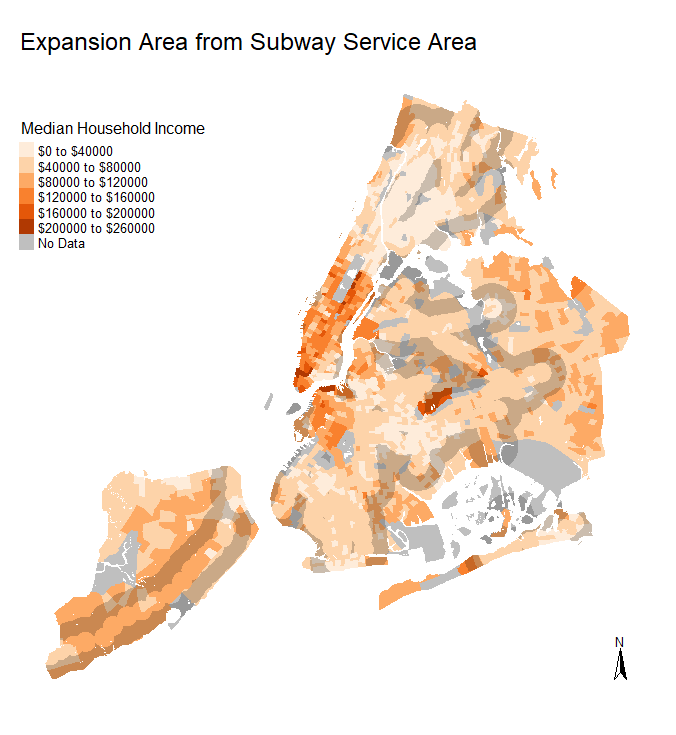 Expansion Area from Subway Service Area
Median Household Income
$0 to $40000
$40000 to $80000
$80000 to $120000
$120000 to $160000
$160000 to $200000
$200000 to $260000
No Data
N